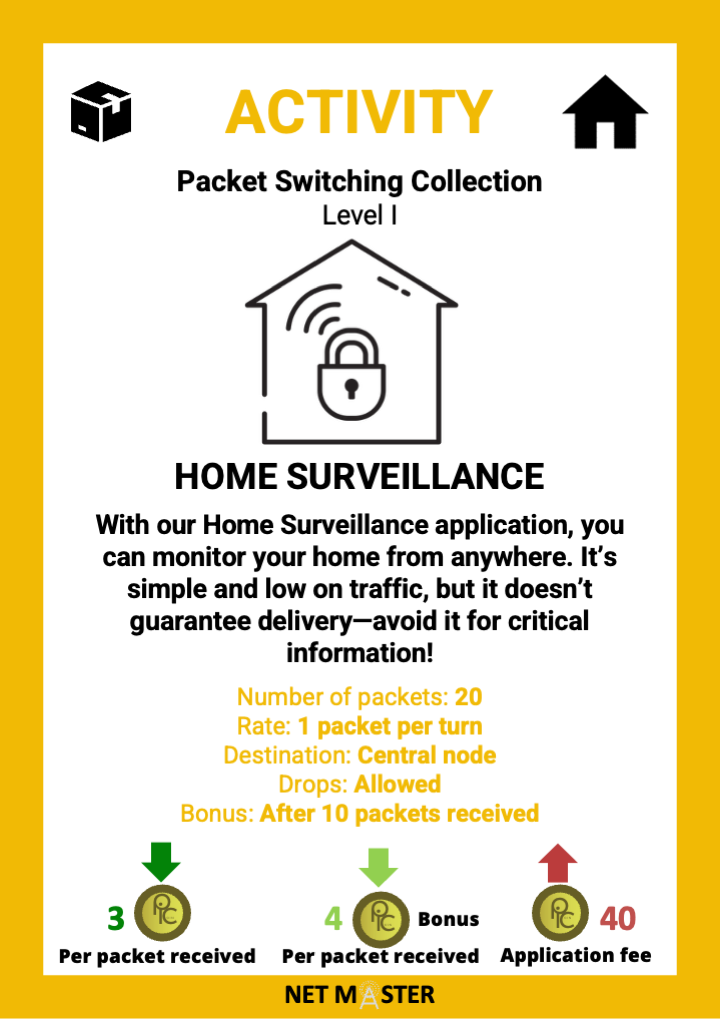 ACTIVITY
Packet Switching Collection
Level I
HOME SURVEILLANCE
With our Home Surveillance application, you
can monitor your home from anywhere. It’s
simple and low on traffic, but it doesn’t
guarantee delivery—avoid it for critical
information!
Number of packets: 20
Rate: 1 packet per turn
Destination: Central node
Drops: Allowed
Bonus: After 10 packets received
3
Per packet received
4 Bonus
Per packet received
40
Application fee
NET MASTER